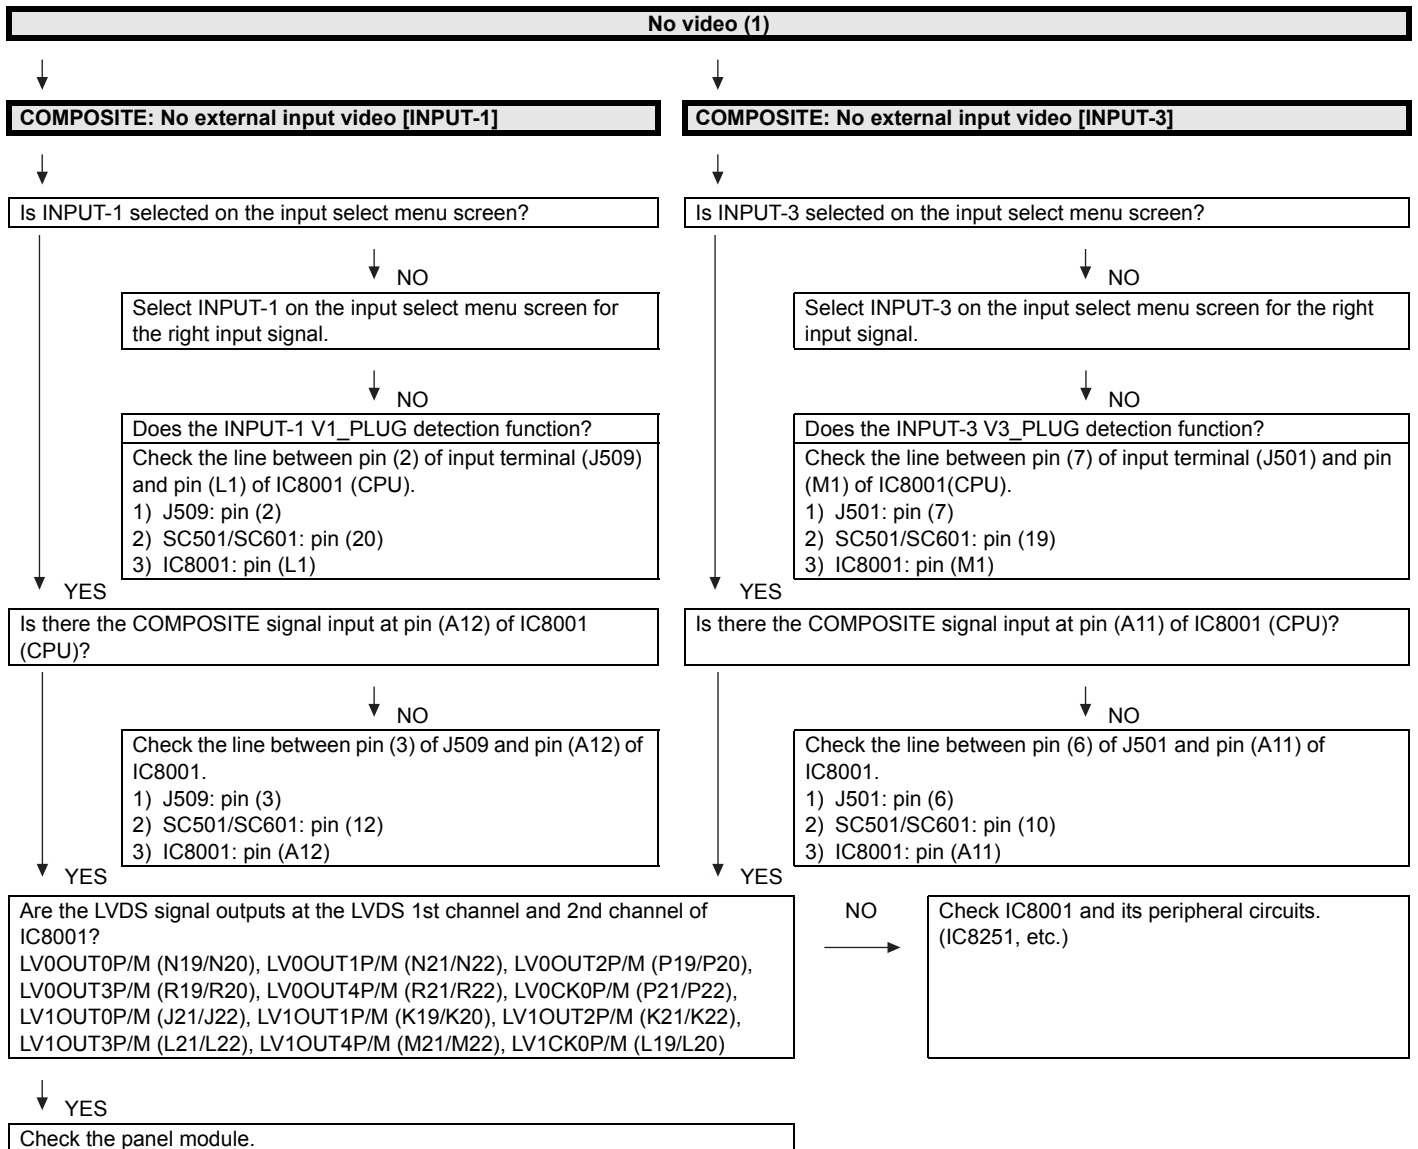 No video (1)
COMPOSITE: No external input video [INPUT-1]
Is INPUT-1 selected on the input select menu screen?
NO
Select INPUT-1 on the input select menu screen for
the right input signal.
NO
Does the INPUT-1 V1_PLUG detection function?
Check the line between pin (2) of input terminal (J509)
and pin (L1) of IC8001 (CPU).
1) J509: pin (2)
2) SC501/SC601: pin (20)
3) IC8001: pin (L1)
YES
Is there the COMPOSITE signal input at pin (A12) of IC8001
(CPU)?
NO
Check the line between pin (3) of J509 and pin (A12) of
IC8001.
1) J509: pin (3)
2) SC501/SC601: pin (12)
3) IC8001: pin (A12)
YES
COMPOSITE: No external input video [INPUT-3]
Is INPUT-3 selected on the input select menu screen?
NO
Select INPUT-3 on the input select menu screen for the right
input signal.
NO
Does the INPUT-3 V3_PLUG detection function?
Check the line between pin (7) of input terminal (J501) and pin
(M1) of IC8001(CPU).
1) J501: pin (7)
2) SC501/SC601: pin (19)
3) IC8001: pin (M1)
YES
Is there the COMPOSITE signal input at pin (A11) of IC8001 (CPU)?
NO
Check the line between pin (6) of J501 and pin (A11) of
IC8001.
1) J501: pin (6)
2) SC501/SC601: pin (10)
3) IC8001: pin (A11)
YES
Are the LVDS signal outputs at the LVDS 1st channel and 2nd channel of
IC8001?
LV0OUT0P/M (N19/N20), LV0OUT1P/M (N21/N22), LV0OUT2P/M (P19/P20),
LV0OUT3P/M (R19/R20), LV0OUT4P/M (R21/R22), LV0CK0P/M (P21/P22),
LV1OUT0P/M (J21/J22), LV1OUT1P/M (K19/K20), LV1OUT2P/M (K21/K22),
LV1OUT3P/M (L21/L22), LV1OUT4P/M (M21/M22), LV1CK0P/M (L19/L20)
NO
Check IC8001 and its peripheral circuits.
(IC8251, etc.)
YES
Check the panel module.